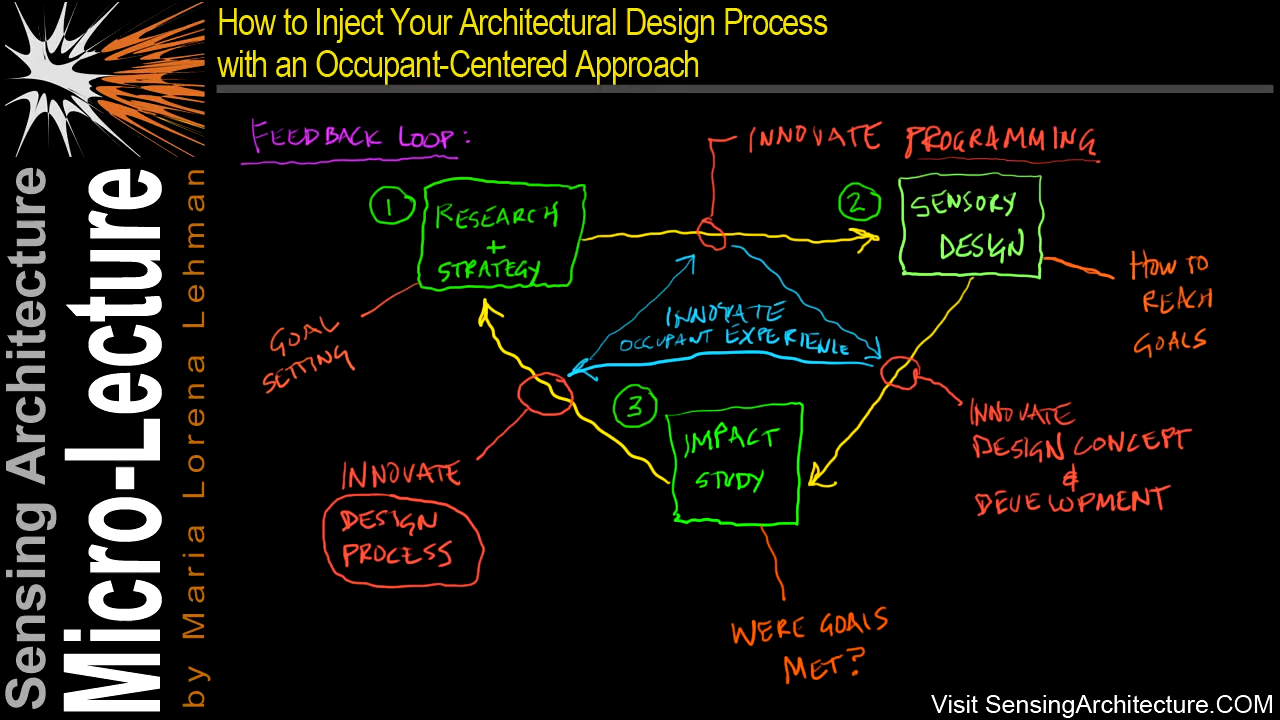 How to Inject Your Architectural Design Process
with an Occupant-Centered Approach
Sensing Architecture
Micro-Lecture
by Maria Lorena Lehman
FEEDBACK LOOP:
INNOVATE PROGRAMMING
1
RESEARCH
+
STRATEGY
2
SENSORY
DESIGN
GOAL
SETTING
HOW TO
REACH
GOALS
INNOVATE
OCCUPANT EXPERIENCE
3
IMPACT
STUDY
INNOVATE
DESIGN CONCEPT
&
DEVELOPMENT
INNOVATE
DESIGN
PROCESS
WERE GOALS
MET?
Visit SensingArchitecture.COM